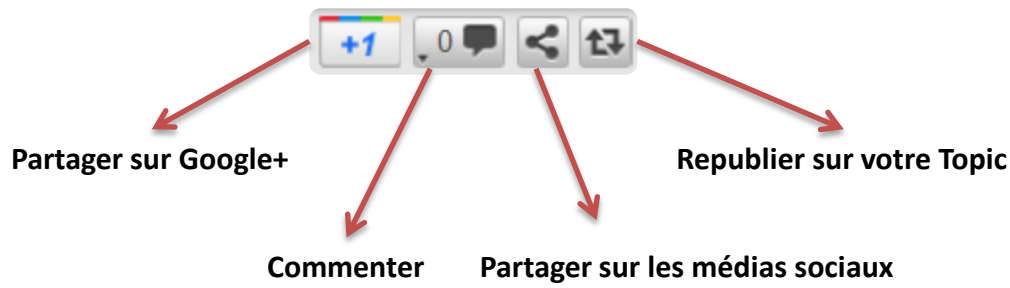 +1 0
Partager sur Google+ Republier sur votre Topic
Commenter Partager sur les médias sociaux